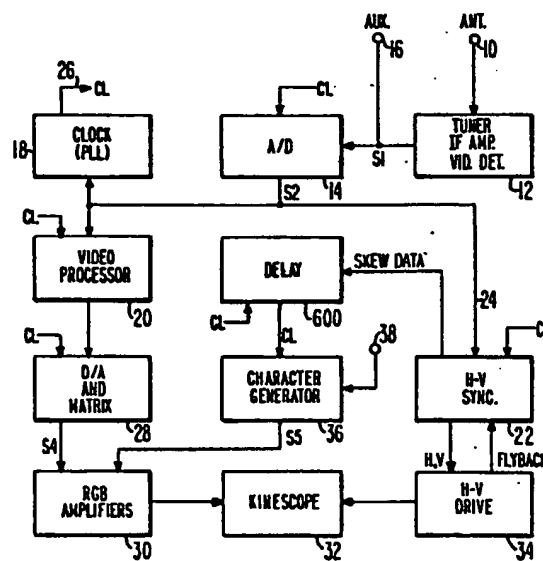 AUX.
ANT.
16
10
26
CL
CL
18
CLOCK
(PLL)
A/D
TUNER
IF AMP.
VID. DET.
S1
S2
14
12
CL
VIDEO
PROCESSOR
DELAY
SKEW DATA
24
20
CL
600
38
CL
CL
C
D/A
AND
MATRIX
CHARACTER
GENERATOR
H-V
SYNC.
28
36
22
S4
S5
H,V
FLYBACK
RGB
AMPLIFIERS
KINESCOPE
H-V
DRIVE
30
32
34